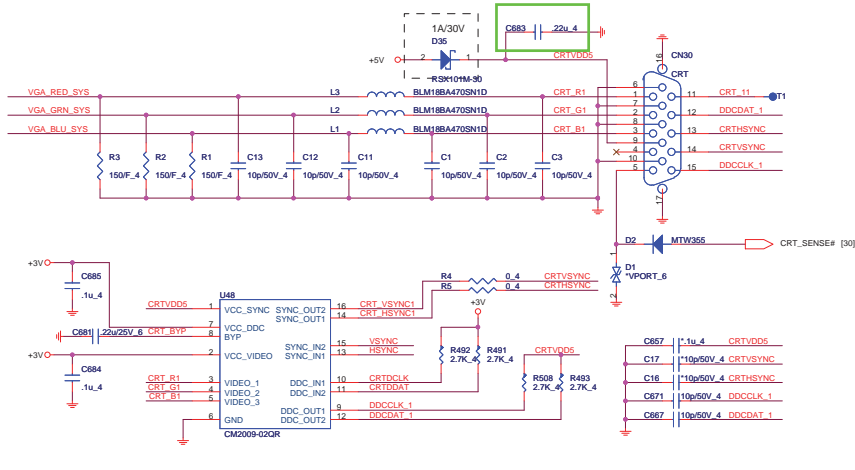 1A/30V
C683 .22u_4
D35
+5V 2 1 CRTVDD5
RSX101M-30
16
CN30
CRT
VGA_RED_SYS L3 BLM18BA470SN1D CRT_R1
VGA_GRN_SYS L2 BLM18BA470SN1D CRT_G1
VGA_BLU_SYS L1 BLM18BA470SN1D CRT_B1
6
1 11 CRT_11 T1
7
2 12 DDCDAT_1
8
3 13 CRTHSYNC
9
4 14 CRTVSYNC
10
5 15 DDCCLK_1
17
R3 R2 R1 C13 C12 C11 C1 C2 C3
150/F_4 150/F_4 150/F_4 10p/50V_4 10p/50V_4 10p/50V_4 10p/50V_4 10p/50V_4 10p/50V_4
D2 MTW355 CRT_SENSE# [30]
1
D1
*VPORT_6
2
+3V
C685
.1u_4
U48
CRTVDD5 1 VCC_SYNC SYNC_OUT2 16 CRT_VSYNC1 R4 0_4 CRTVSYNC
SYNC_OUT1 14 CRT_HSYNC1 R5 0_4 CRTHSYNC
7 VCC_DDC
C681 .22u/25V_6 CRT_BYP 8 BYP
+3V
SYNC_IN2 15 VSYNC
SYNC_IN1 13 HSYNC
+3V 2 VCC_VIDEO
C684
.1u_4
R492 R491
2.7K_4 2.7K_4
CRTVDD5
R508 R493
2.7K_4 2.7K_4
CRT_R1 3 VIDEO_1 DDC_IN1 10 CRTDCLK
CRT_G1 4 VIDEO_2 DDC_IN2 11 CRTDDAT
CRT_B1 5 VIDEO_3
DDC_OUT1 9 DDCCLK_1
6 GND DDC_OUT2 12 DDCDAT_1
CM2009-02QR
C657 *.1u_4 CRTVDD5
C17 *10p/50V_4 CRTVSYNC
C16 *10p/50V_4 CRTHSYNC
C671 10p/50V_4 DDCCLK_1
C667 10p/50V_4 DDCDAT_1